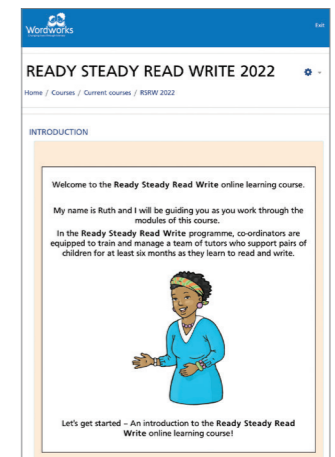 Wordworks
Exit
READY STEADY READ WRITE 2022
Home / Courses / Current courses / RSRW 2022
INTRODUCTION
Welcome to the Ready Steady Read Write online learning course.
My name is Ruth and I will be guiding you as you work through the
modules of this course.
In the Ready Steady Read Write programme, co-ordinators are
equipped to train and manage a team of tutors who support pairs of
children for at least six months as they learn to read and write.
Let's get started – An introduction to the Ready Steady Read
Write online learning course!